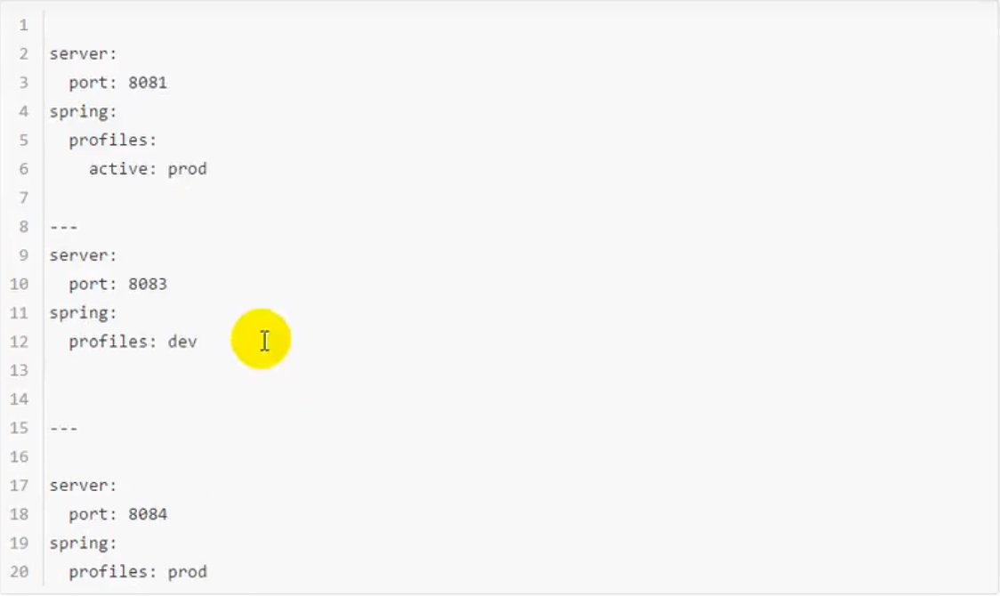 1
2 server:
3   port: 8081
4 spring:
5   profiles:
6     active: prod
7
8 ---
9 server:
10   port: 8083
11 spring:
12   profiles: dev
13
14
15 ---
16
17 server:
18   port: 8084
19 spring:
20   profiles: prod